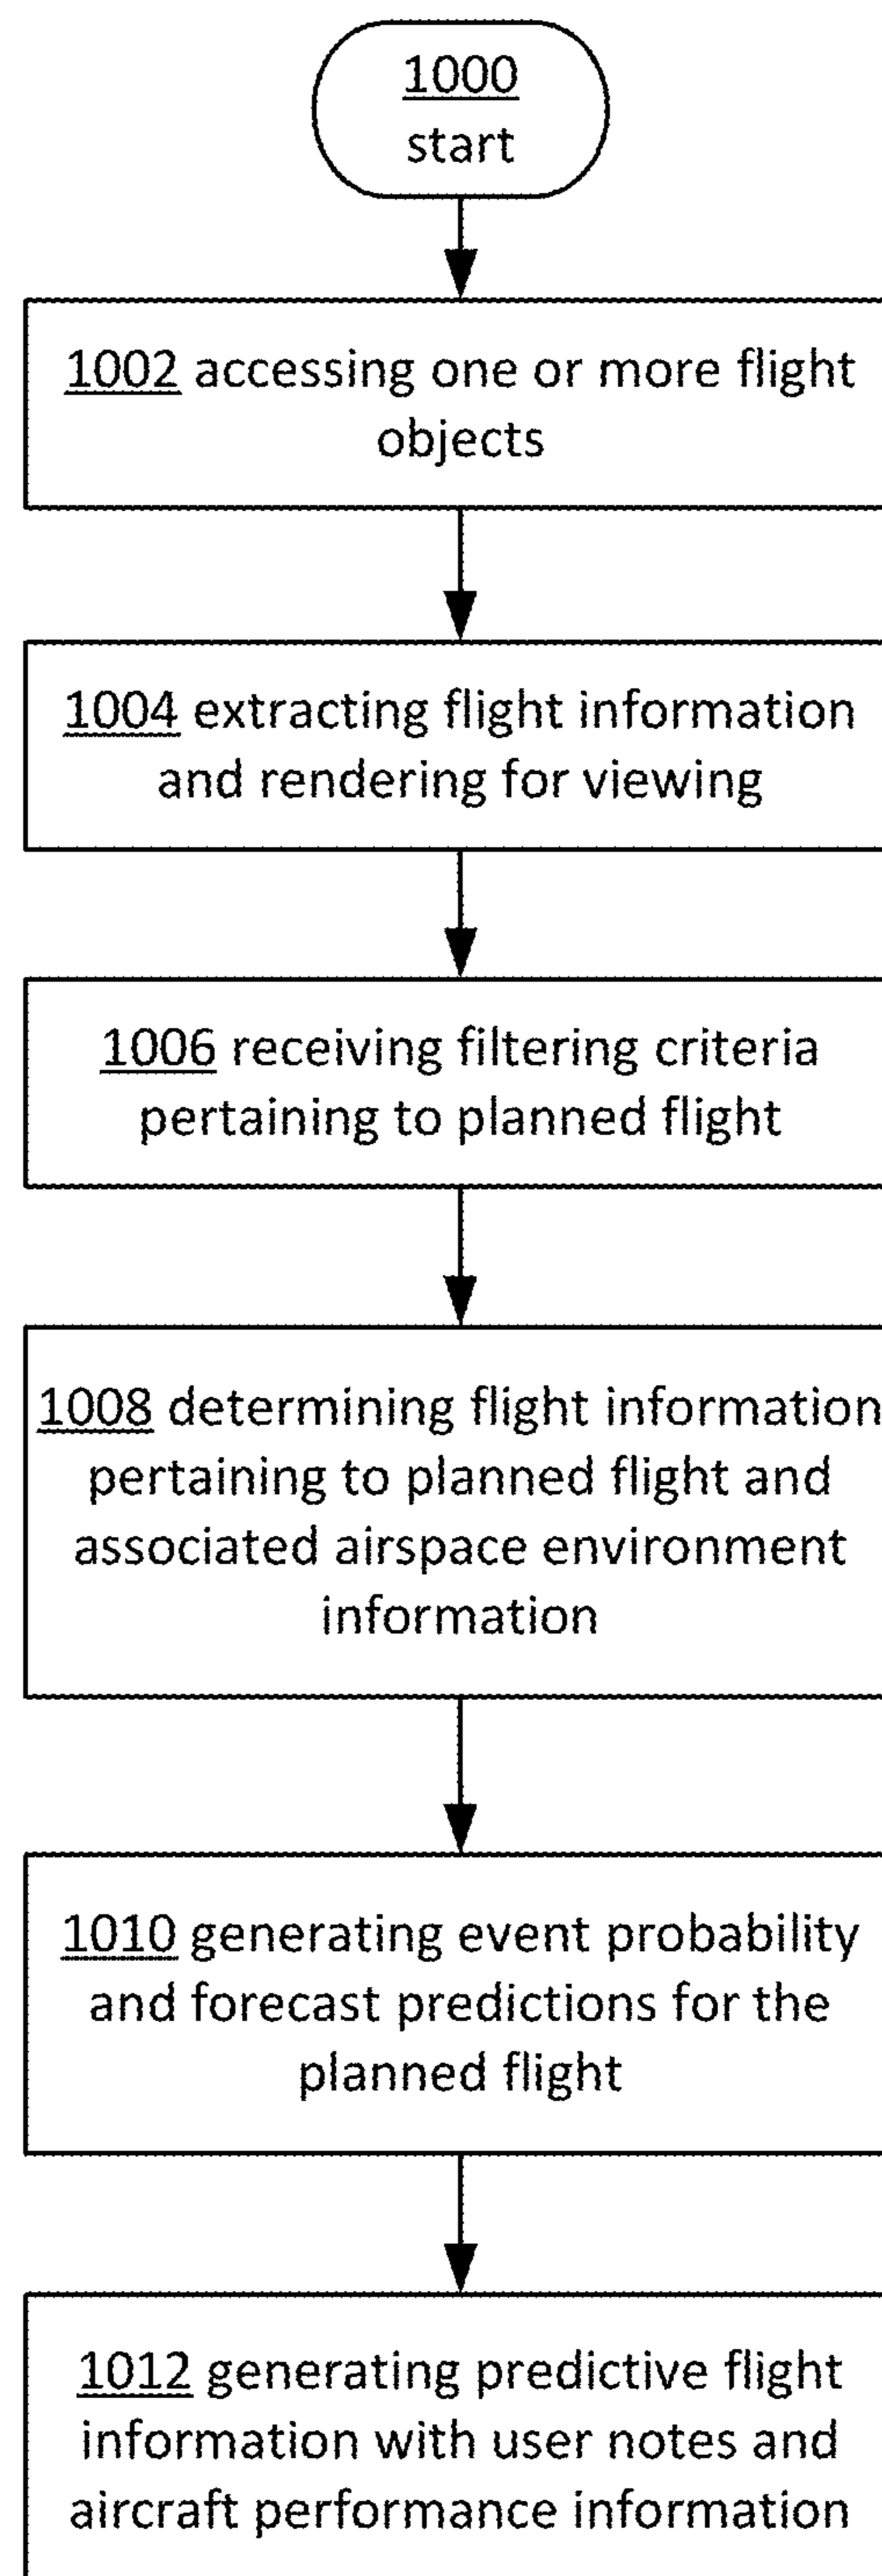 1000
start
1002 accessing one or more flight
objects
1004 extracting flight information
and rendering for viewing
1006 receiving filtering criteria
pertaining to planned flight
1008 determining flight information
pertaining to planned flight and
associated airspace environment
information
1010 generating event probability
and forecast predictions for the
planned flight
1012 generating predictive flight
information with user notes and
aircraft performance information